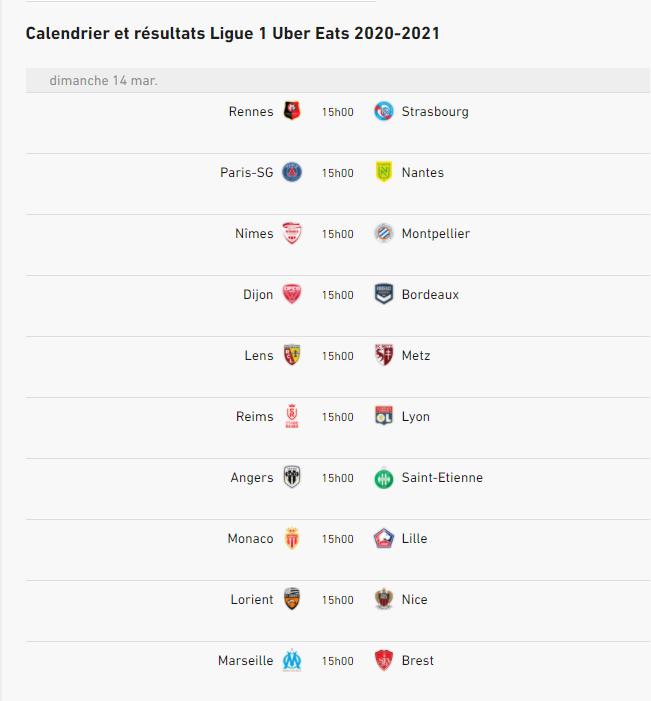 Calendrier et résultats Ligue 1 Uber Eats 2020-2021
dimanche 14 mar.
Rennes 15h00 Strasbourg
Paris-SG 15h00 Nantes
Nîmes 15h00 Montpellier
Dijon 15h00 Bordeaux
Lens 15h00 Metz
Reims 15h00 Lyon
Angers 15h00 Saint-Etienne
Monaco 15h00 Lille
Lorient 15h00 Nice
Marseille 15h00 Brest